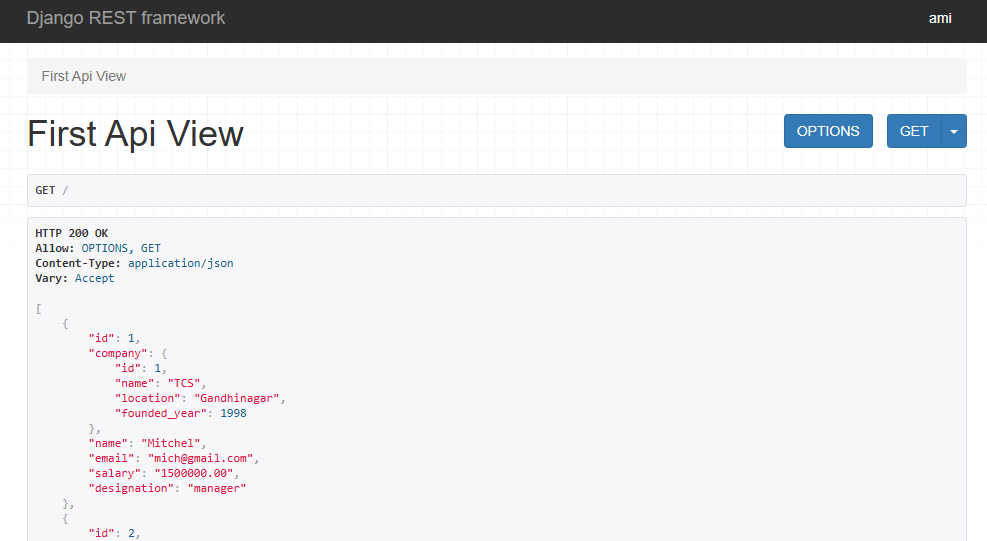 Django REST framework
ami
First Api View
First Api View
OPTIONS
GET
GET /
HTTP 200 OK
Allow: OPTIONS, GET
Content-Type: application/json
Vary: Accept
[
    {
        "id": 1,
        "company": {
            "id": 1,
            "name": "TCS",
            "location": "Gandhinagar",
            "founded_year": 1998
        },
        "name": "Mitchel",
        "email": "mich@gmail.com",
        "salary": "1500000.00",
        "designation": "manager"
    },
    {
        "id": 2,